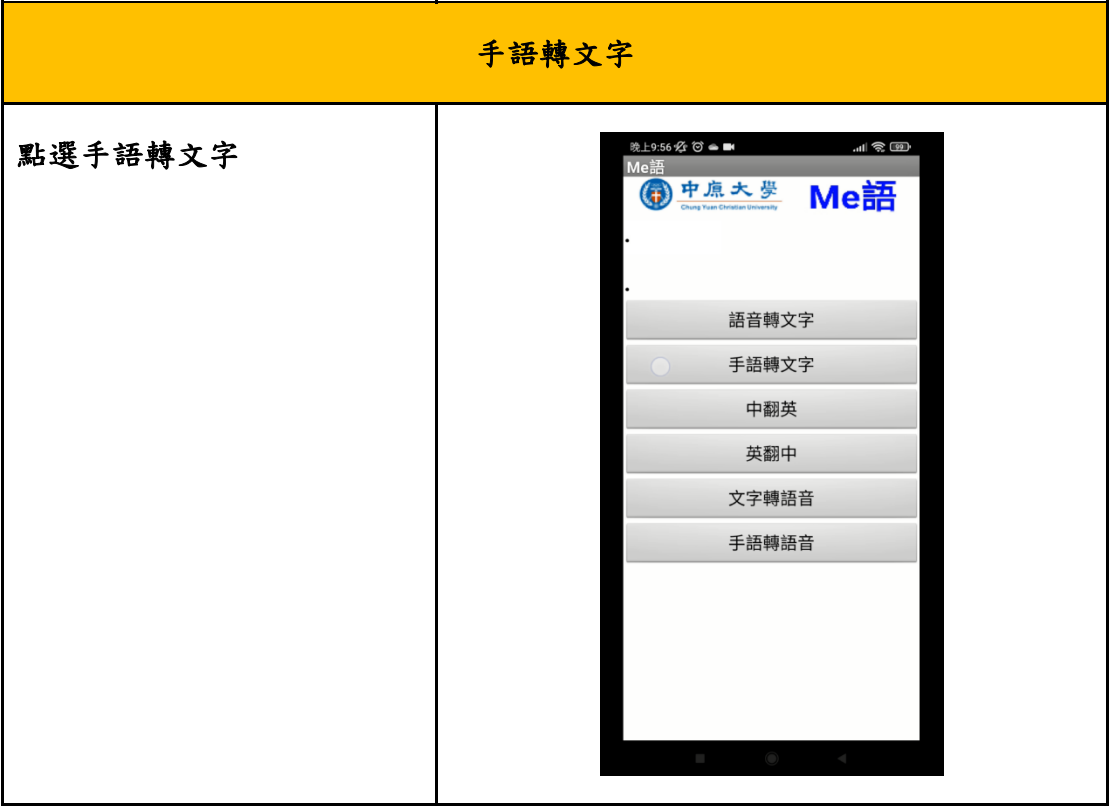 手語轉文字
點選手語轉文字
晚上9:56
99
Me語
中原大學
Chung Yuan Christian University
Me語
語音轉文字
手語轉文字
中翻英
英翻中
文字轉語音
手語轉語音